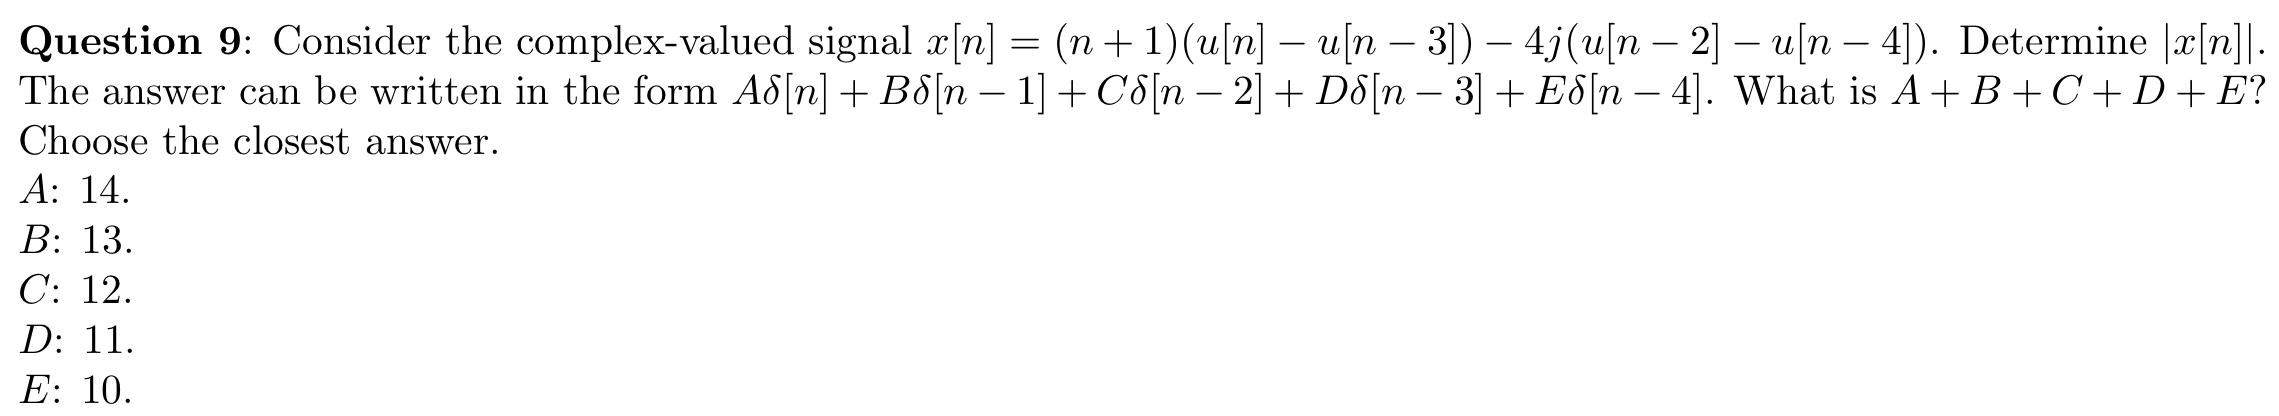 Question 9: Consider the complex-valued signal x[n] = (n + 1)(u[n] − u[n − 3]) − 4j(u[n − 2] − u[n − 4]). Determine |x[n]|.
The answer can be written in the form Aδ[n] + Bδ[n − 1] + Cδ[n − 2] + Dδ[n − 3] + Eδ[n − 4]. What is A + B + C + D + E?
Choose the closest answer.
A: 14.
B: 13.
C: 12.
D: 11.
E: 10.